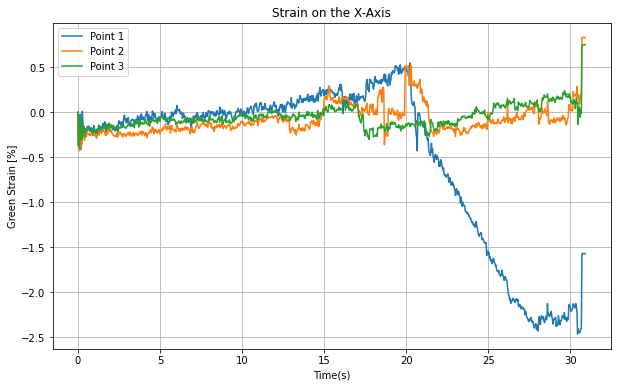 Strain on the X-Axis
Point 1
Point 2
Point 3
Green Strain [%]
0.5
0.0
−0.5
−1.0
−1.5
−2.0
−2.5
0 5 10 15 20 25 30
Time(s)